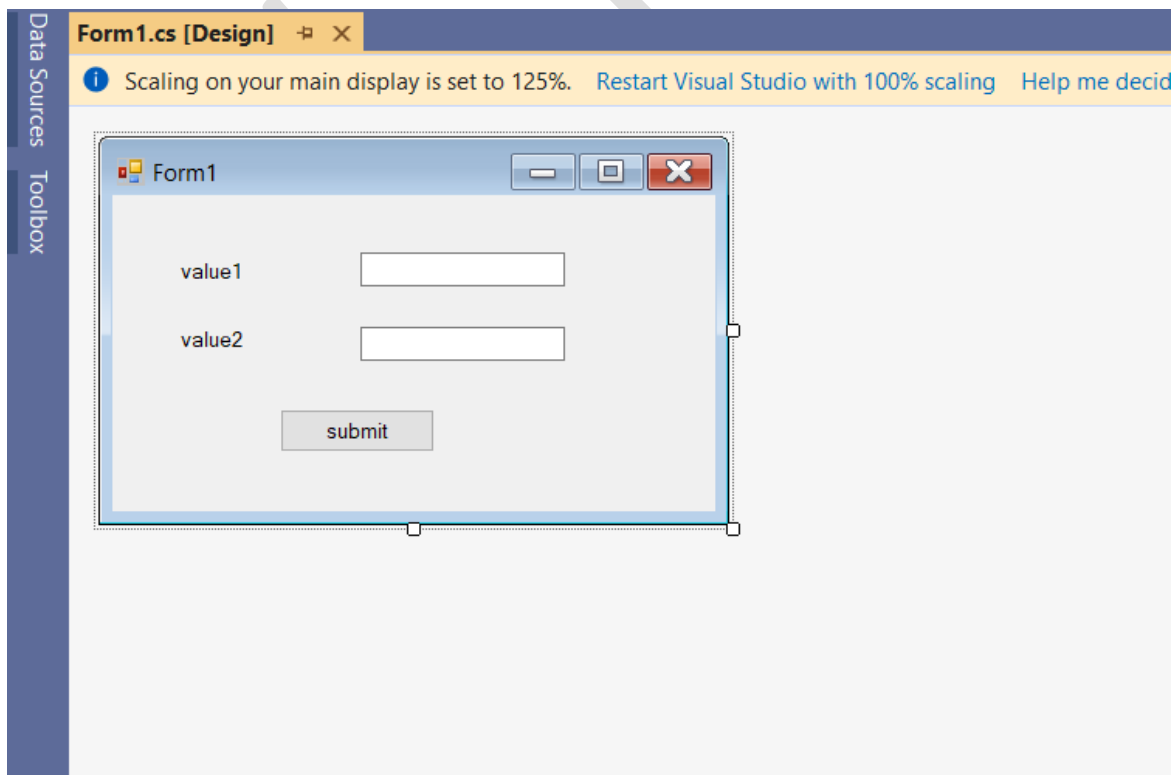 Data Sources
Toolbox
Form1.cs [Design]
Scaling on your main display is set to 125%. Restart Visual Studio with 100% scaling Help me decid
Form1
value1
value2
submit